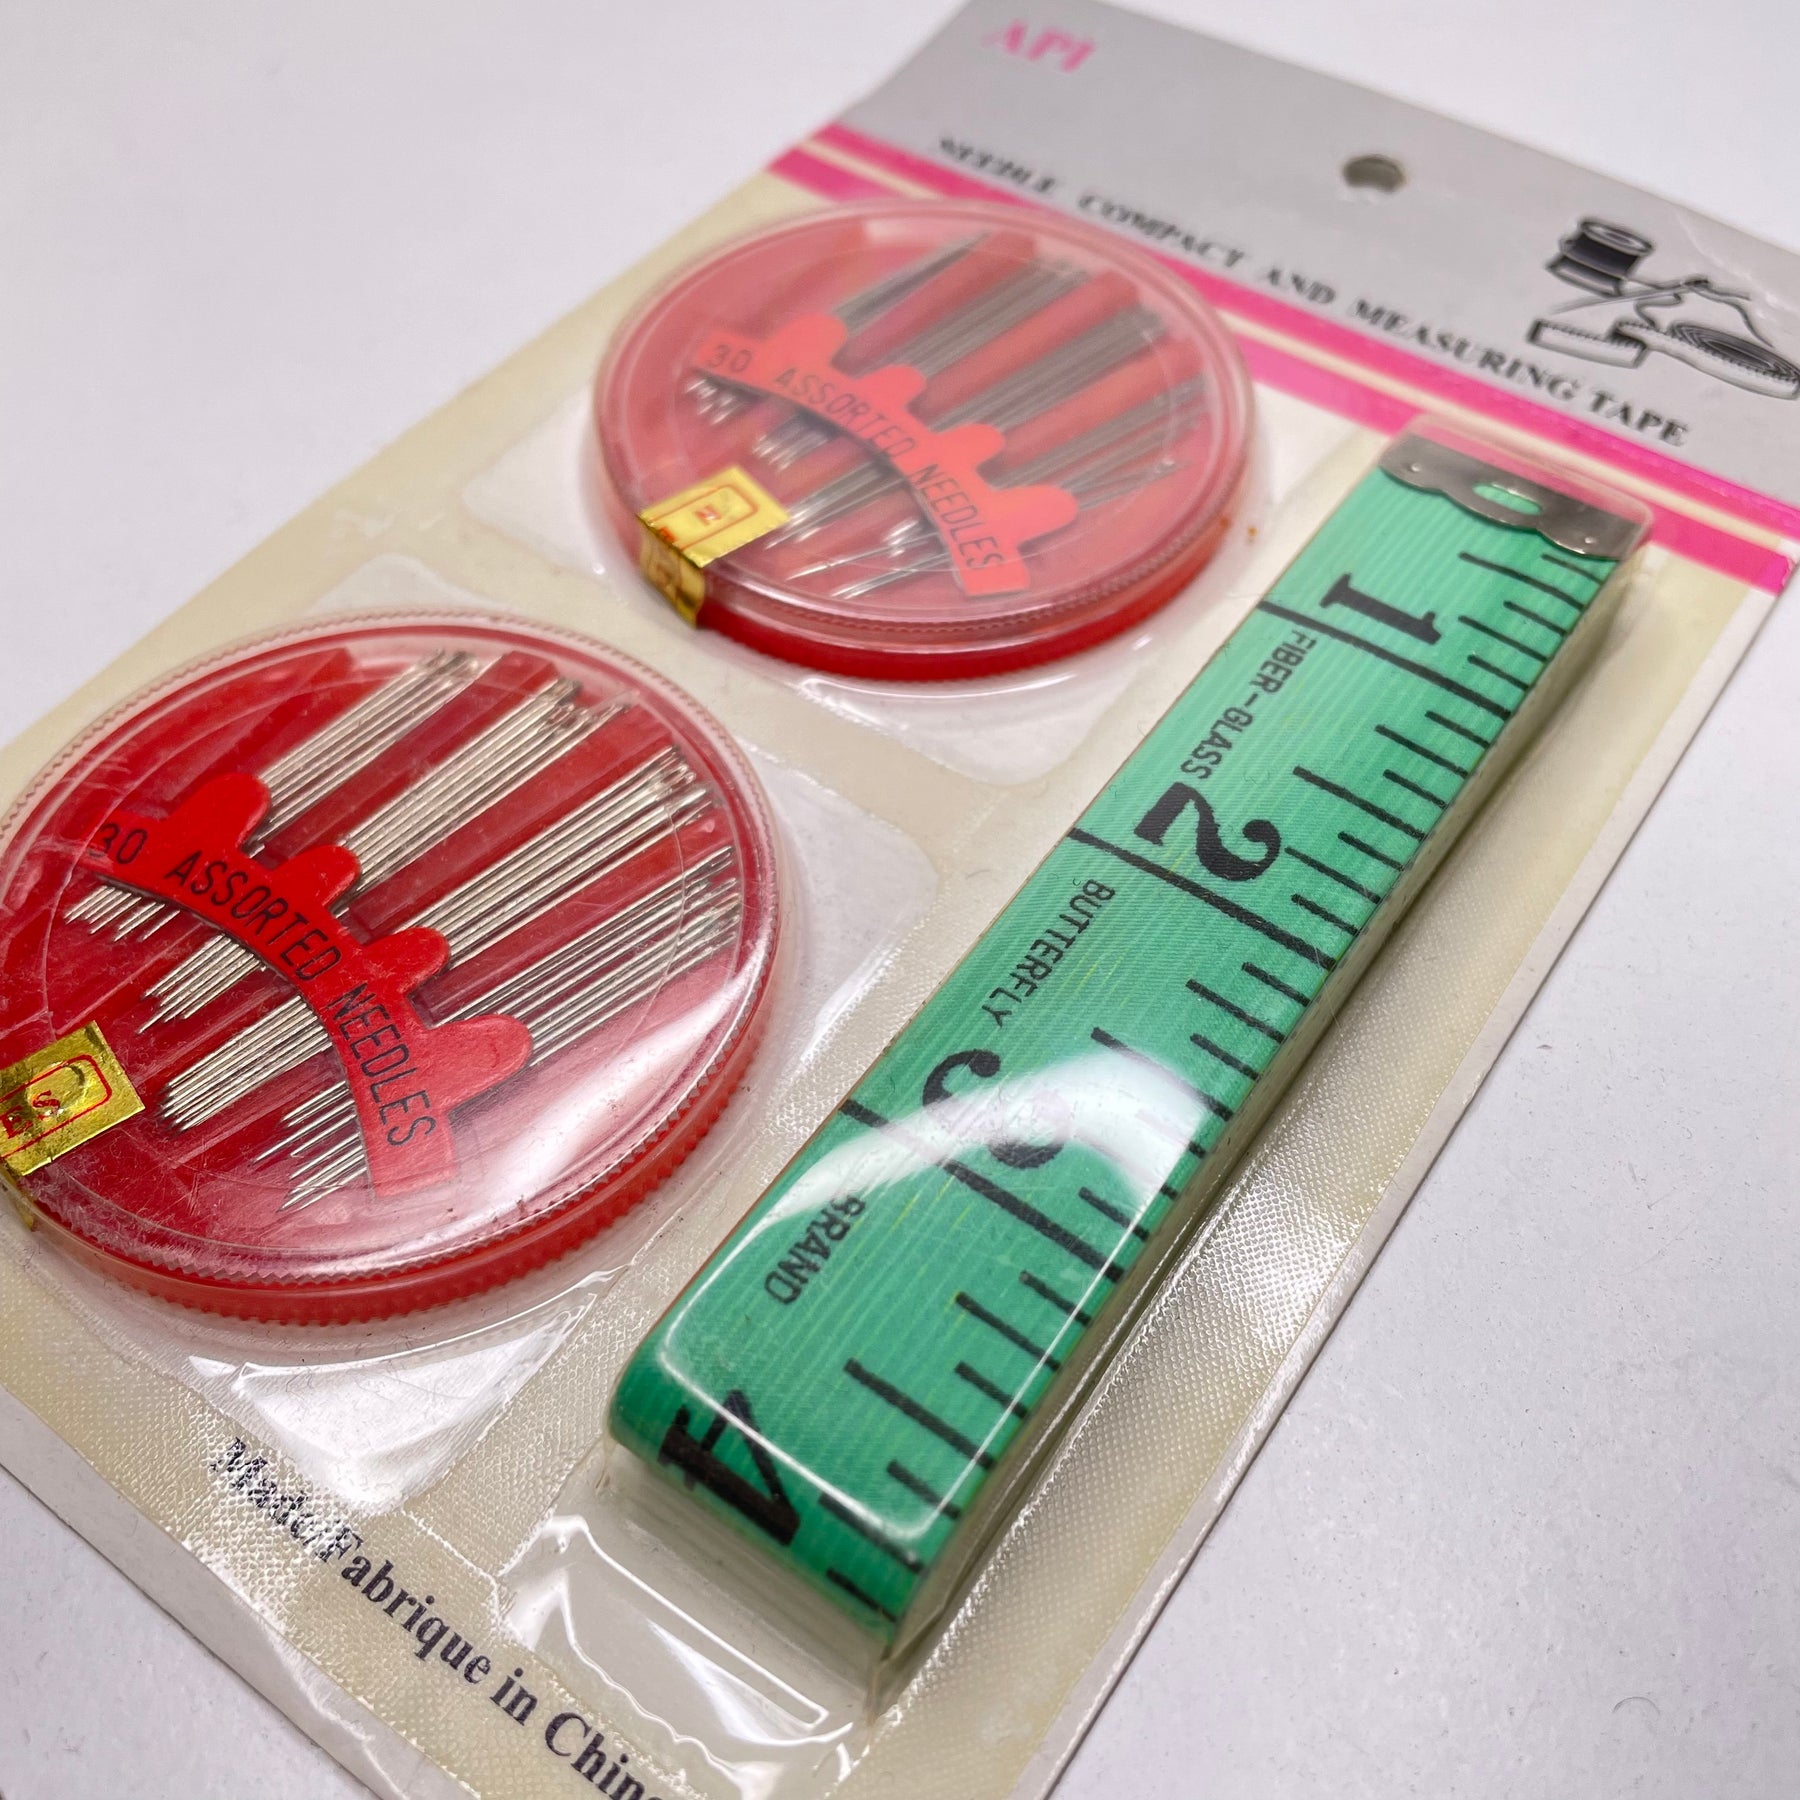 API
NEEDLE COMPACT AND MEASURING TAPE
30 ASSORTED NEEDLES
30 ASSORTED NEEDLES
1
FIBER-GLASS
2
BUTTERFLY
3
BRAND
4
Made/Fabrique in